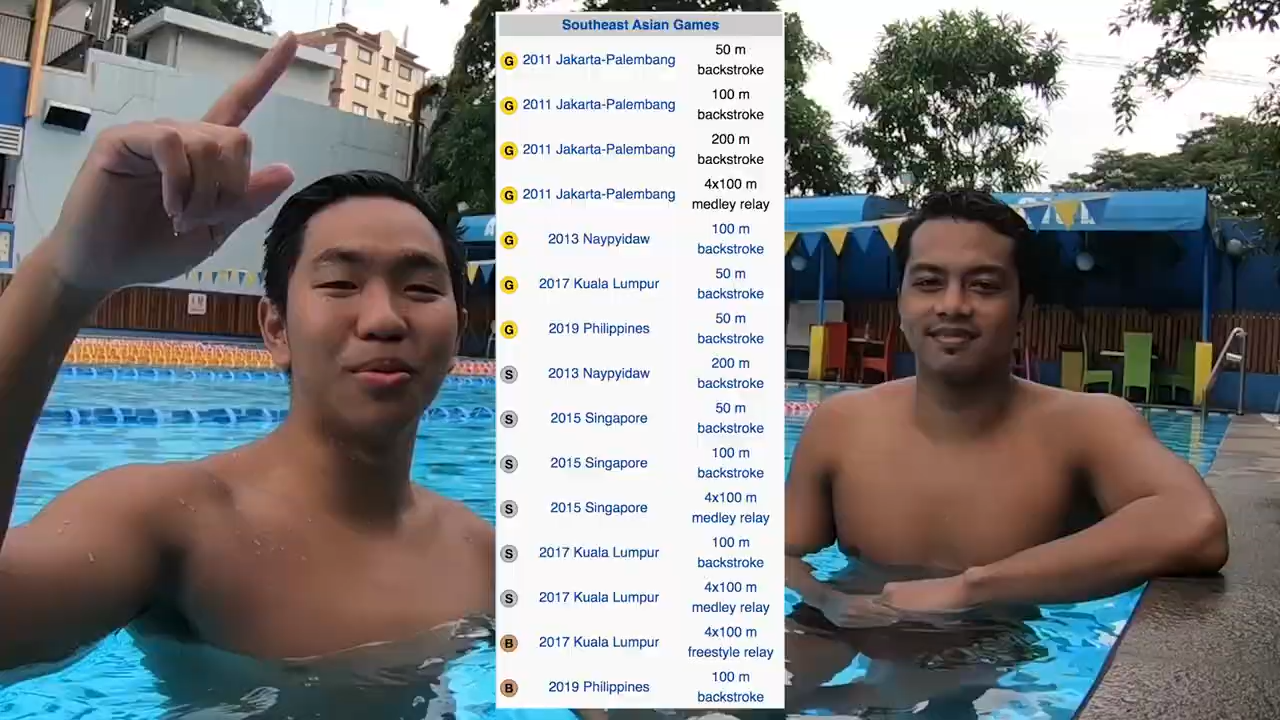 Southeast Asian Games
G 2011 Jakarta-Palembang 50 m backstroke
G 2011 Jakarta-Palembang 100 m backstroke
G 2011 Jakarta-Palembang 200 m backstroke
G 2011 Jakarta-Palembang 4x100 m medley relay
G 2013 Naypyidaw 100 m backstroke
G 2017 Kuala Lumpur 50 m backstroke
G 2019 Philippines 50 m backstroke
S 2013 Naypyidaw 200 m backstroke
S 2015 Singapore 50 m backstroke
S 2015 Singapore 100 m backstroke
S 2015 Singapore 4x100 m medley relay
S 2017 Kuala Lumpur 100 m backstroke
S 2017 Kuala Lumpur 4x100 m medley relay
B 2017 Kuala Lumpur 4x100 m freestyle relay
B 2019 Philippines 100 m backstroke